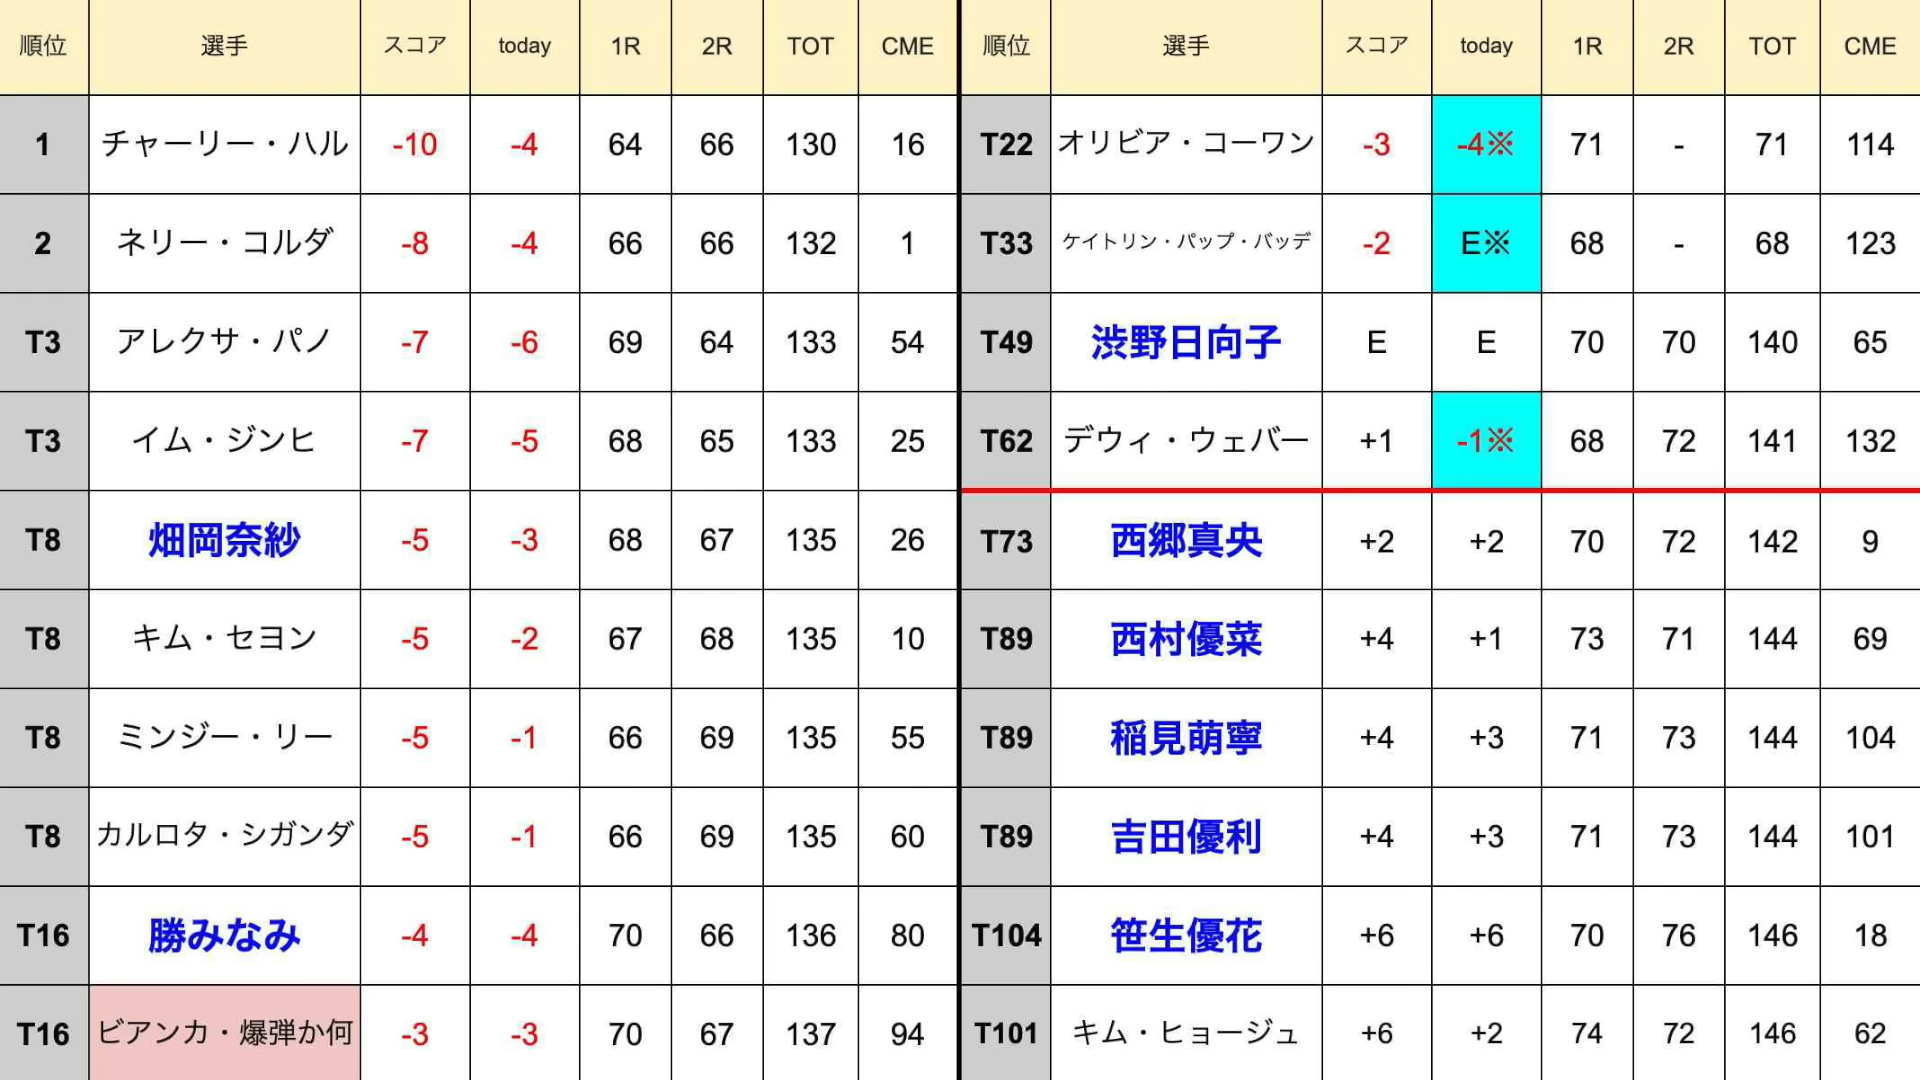 順位 選手 スコア today 1R 2R TOT CME
1 チャーリー・ハル -10 -4 64 66 130 16
2 ネリー・コルダ -8 -4 66 66 132 1
T3 アレクサ・パノ -7 -6 69 64 133 54
T3 イム・ジンヒ -7 -5 68 65 133 25
T8 畑岡奈紗 -5 -3 68 67 135 26
T8 キム・セヨン -5 -2 67 68 135 10
T8 ミンジー・リー -5 -1 66 69 135 55
T8 カルロタ・シガンダ -5 -1 66 69 135 60
T16 勝みなみ -4 -4 70 66 136 80
T16 ビアンカ・爆弾か何 -3 -3 70 67 137 94
順位 選手 スコア today 1R 2R TOT CME
T22 オリビア・コーワン -3 -4※ 71 - 71 114
T33 ケイトリン・パップ・バッデ -2 E※ 68 - 68 123
T49 渋野日向子 E E 70 70 140 65
T62 デウィ・ウェバー +1 -1※ 68 72 141 132
T73 西郷真央 +2 +2 70 72 142 9
T89 西村優菜 +4 +1 73 71 144 69
T89 稲見萌寧 +4 +3 71 73 144 104
T89 吉田優利 +4 +3 71 73 144 101
T104 笹生優花 +6 +6 70 76 146 18
T101 キム・ヒョージュ +6 +2 74 72 146 62